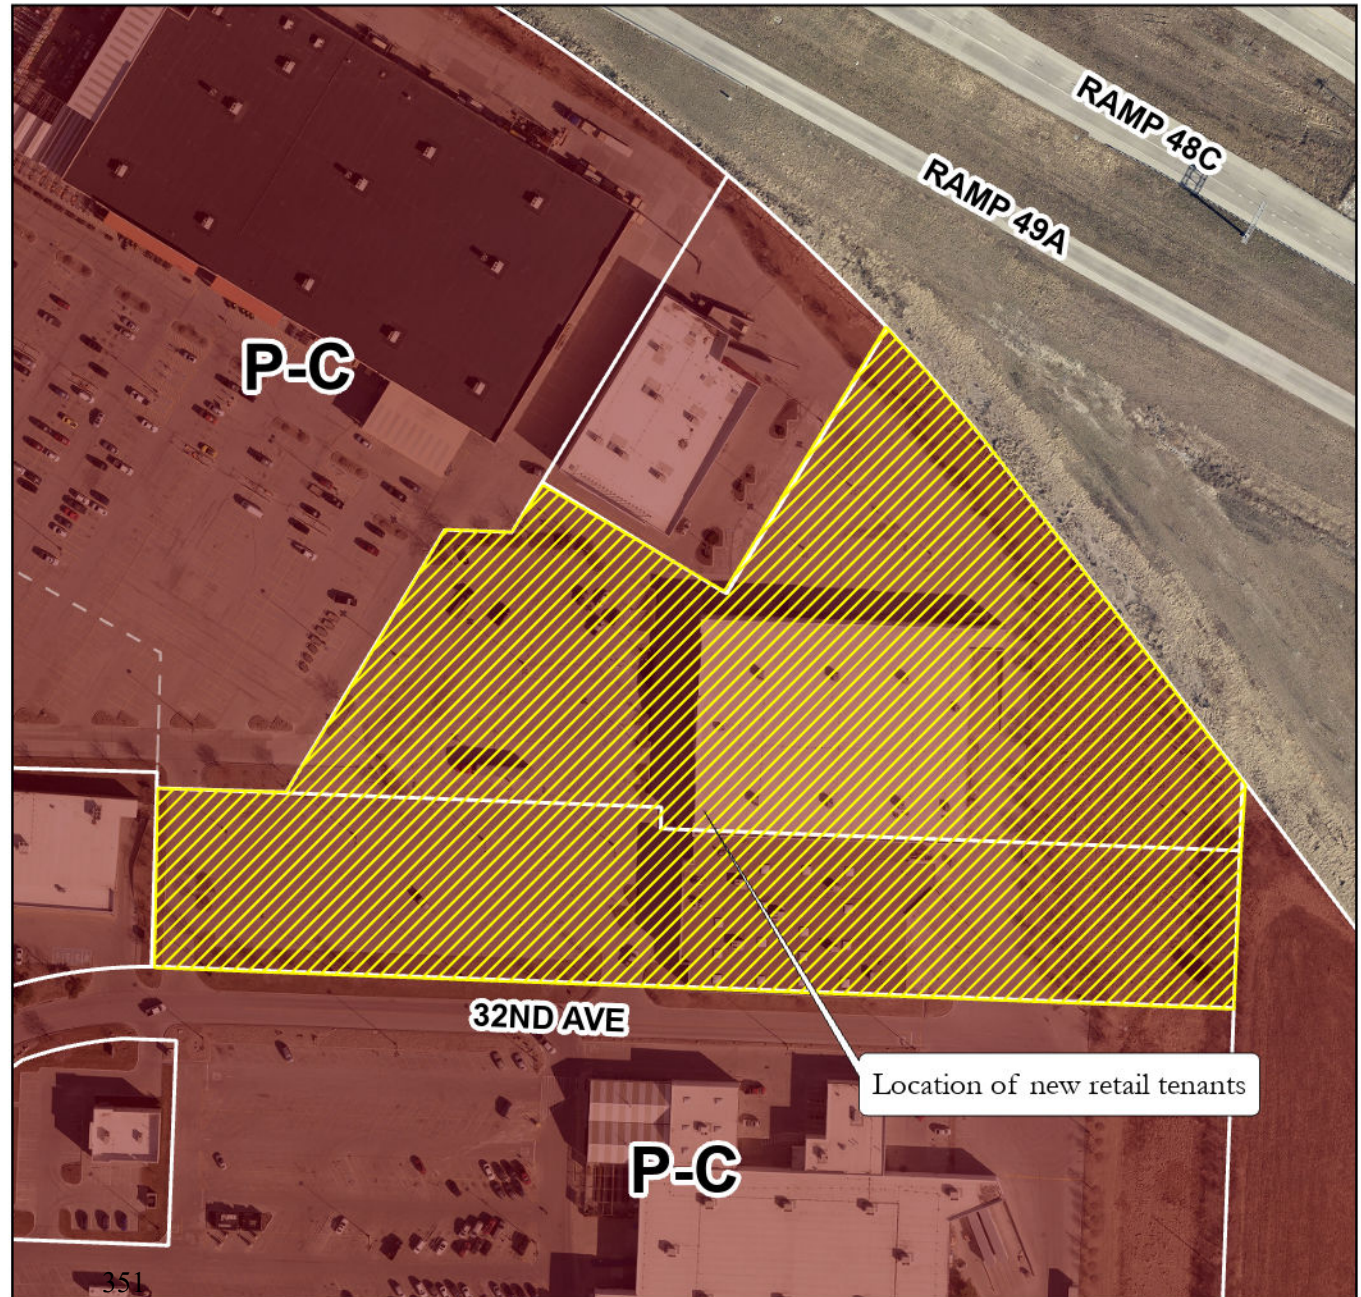 RAMP 48C
RAMP 49A
P-C
32ND AVE
Location of new retail tenants
P-C
351